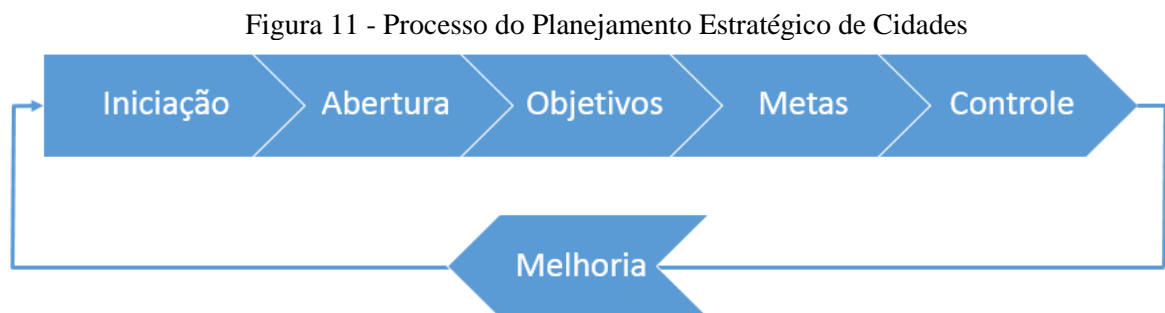 Figura 11 - Processo do Planejamento Estratégico de Cidades
Iniciação
Abertura
Objetivos
Metas
Controle
Melhoria